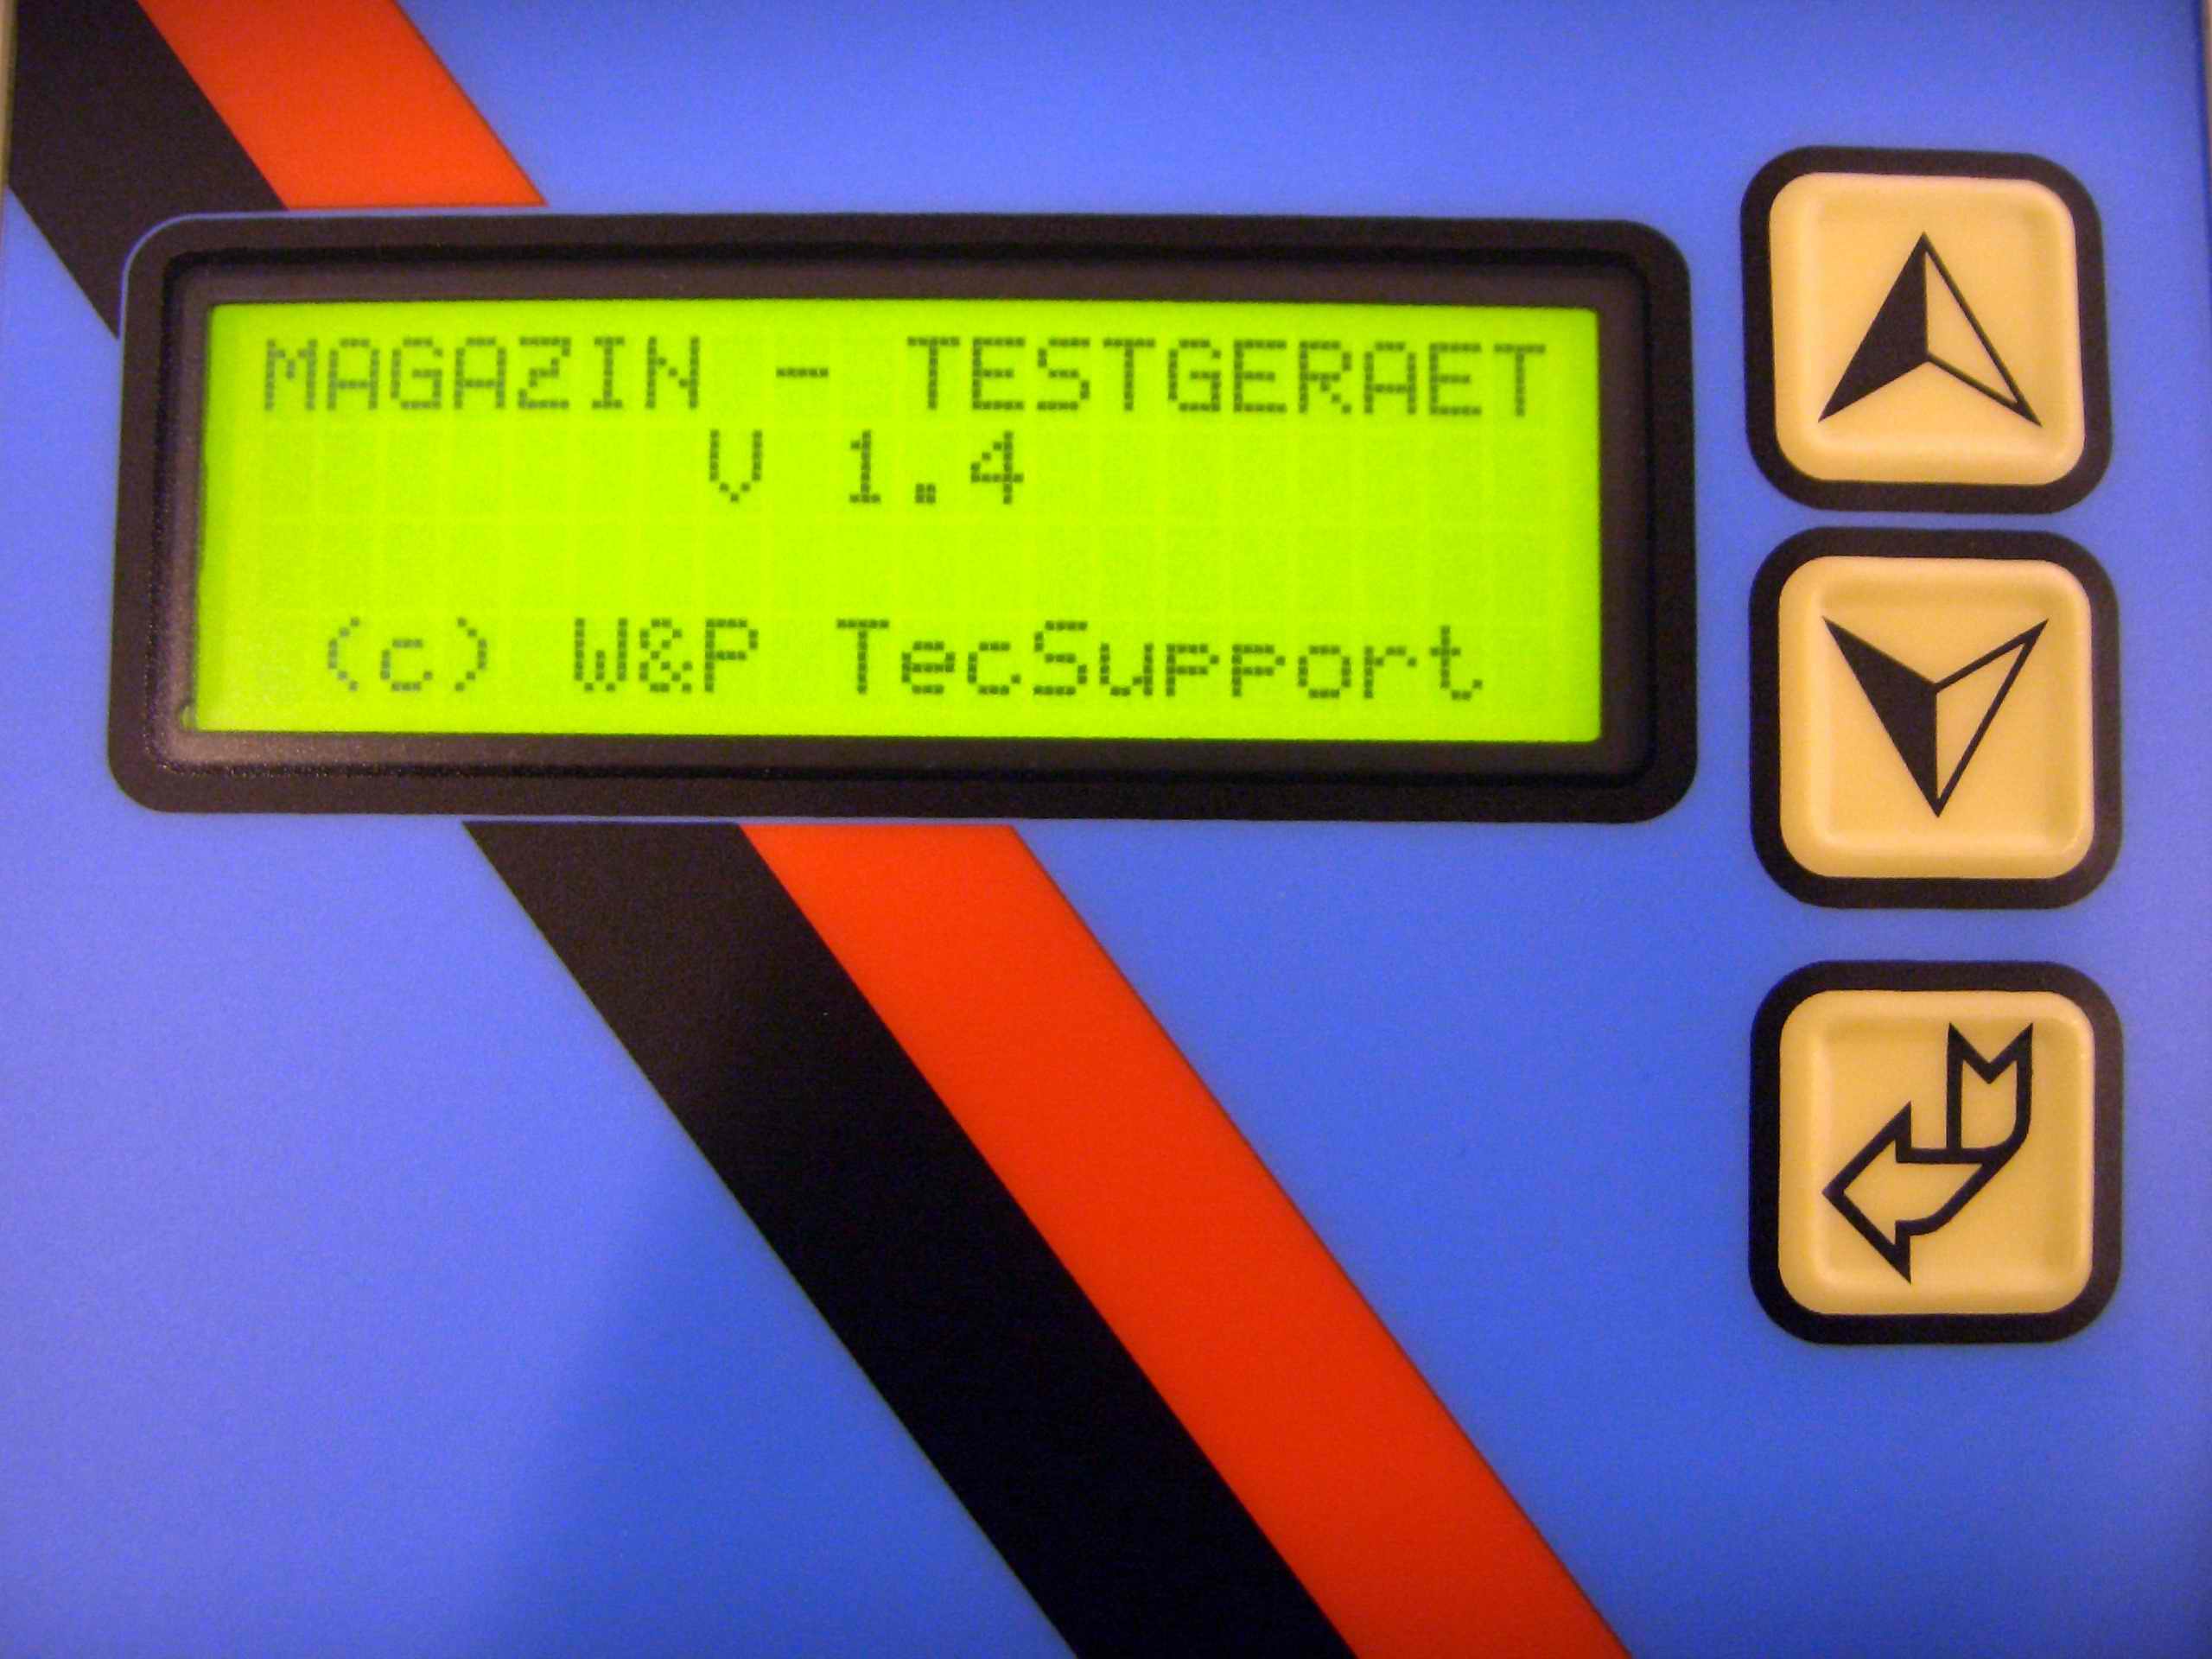 MAGAZIN - TESTGERAET
V 1.4
(c) W&P TecSupport